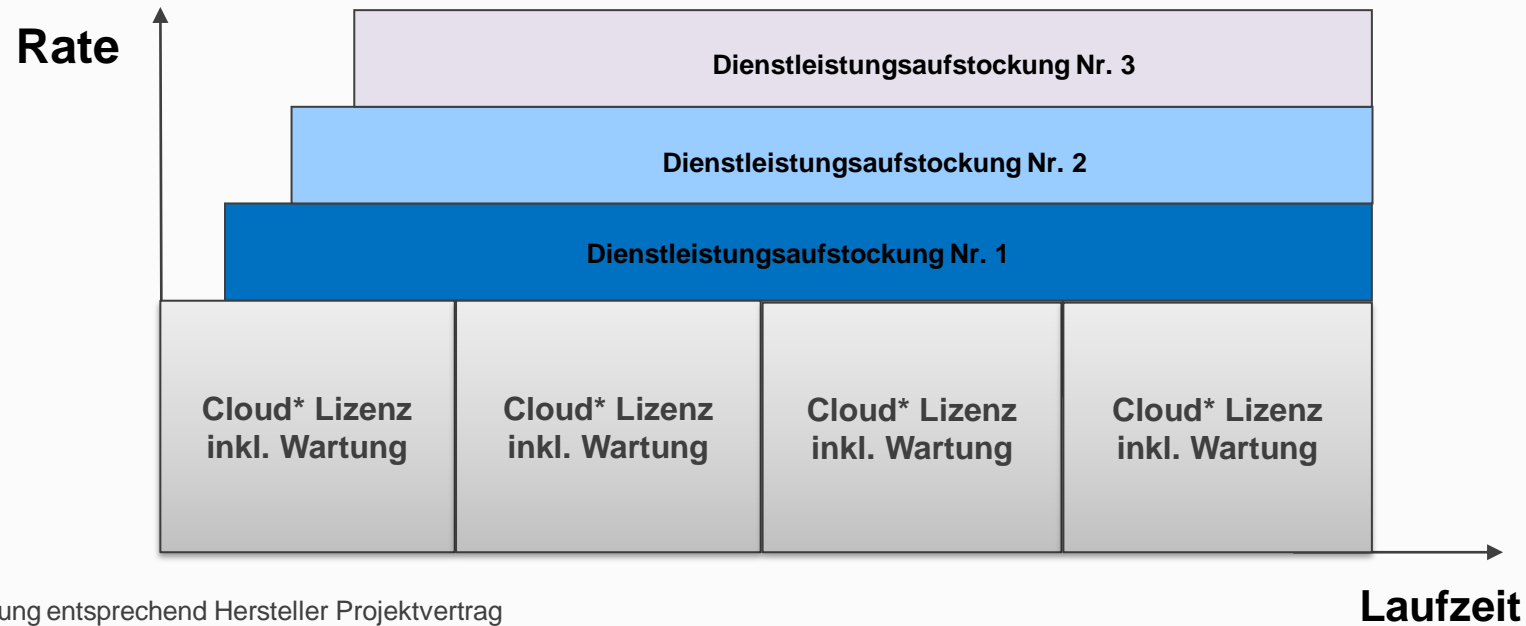 Rate
Dienstleistungsaufstockung Nr. 3
Dienstleistungsaufstockung Nr. 2
Dienstleistungsaufstockung Nr. 1
Cloud* Lizenz
inkl. Wartung
Cloud* Lizenz
inkl. Wartung
Cloud* Lizenz
inkl. Wartung
Cloud* Lizenz
inkl. Wartung
entsprechend Hersteller Projektvertrag
Laufzeit